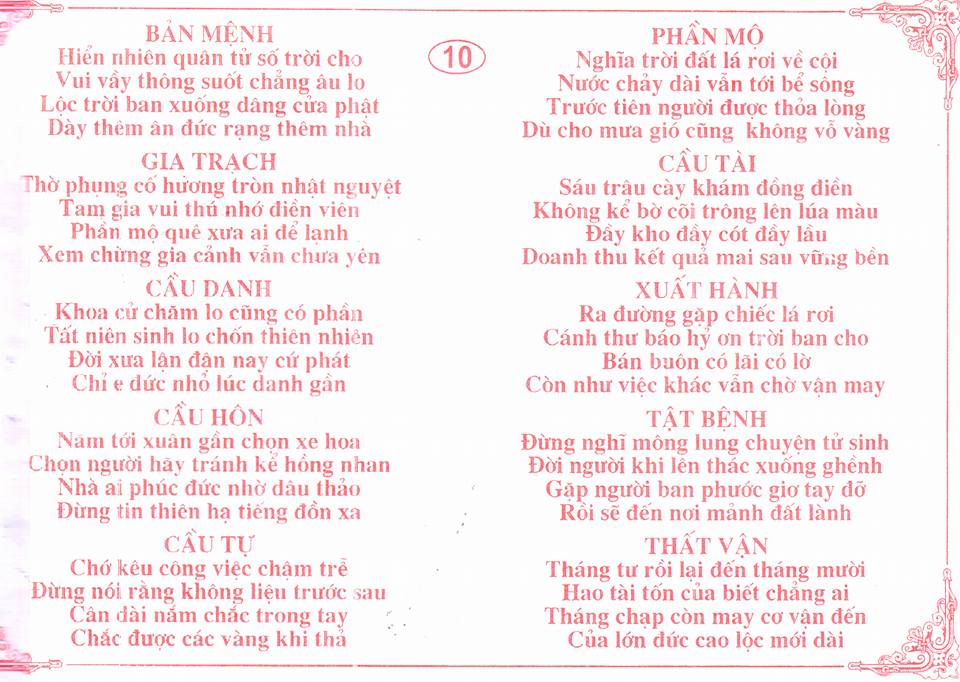 BẢN MỆNH
Hiển nhiên quân tử số trời cho
Vui vầy thông suốt chẳng âu lo
Lộc trời ban xuống dâng cửa phật
Dày thêm ân đức rạng thêm nhà
GIA TRẠCH
Thờ phụng cố hương tròn nhật nguyệt
Tam gia vui thú nhớ điền viên
Phần mộ quê xưa ai để lạnh
Xem chừng gia cảnh vẫn chưa yên
CẦU DANH
Khoa cử chăm lo cũng có phần
Tất niên sinh lo chốn thiên nhiên
Đời xưa lận đận nay cứ phát
Chỉ e đức nhỏ lúc danh gần
CẦU HÔN
Năm tới xuân gần chọn xe hoa
Chọn người hãy tránh kẻ hồng nhan
Nhà ai phúc đức nhờ dâu thảo
Đừng tin thiên hạ tiếng đồn xa
CẦU TỰ
Chớ kêu công việc chậm trễ
Đừng nói rằng không liệu trước sau
Cân dài nắm chắc trong tay
Chắc được các vàng khi thả
10
PHẦN MỘ
Nghĩa trời đất lá rơi về cội
Nước chảy dài vẫn tới bể sông
Trước tiên người được thỏa lòng
Dù cho mưa gió cũng không vỗ vàng
CẦU TÀI
Sáu trâu cày khám đồng điền
Không kể bờ cõi trông lên lúa màu
Đầy kho đầy cót đầy lâu
Doanh thu kết quả mai sau vững bền
XUẤT HÀNH
Ra đường gặp chiếc lá rơi
Cánh thư báo hỷ ơn trời ban cho
Bán buôn có lãi có lờ
Còn như việc khác vẫn chờ vận may
TẬT BỆNH
Đừng nghĩ mông lung chuyện tử sinh
Đời người khi lên thác xuống ghềnh
Gặp người ban phước giơ tay đỡ
Rồi sẽ đến nơi mảnh đất lành
THẤT VẬN
Tháng tư rồi lại đến tháng mười
Hao tài tốn của biết chẳng ai
Tháng chạp còn may cơ vận đến
Của lớn đức cao lộc mới dài